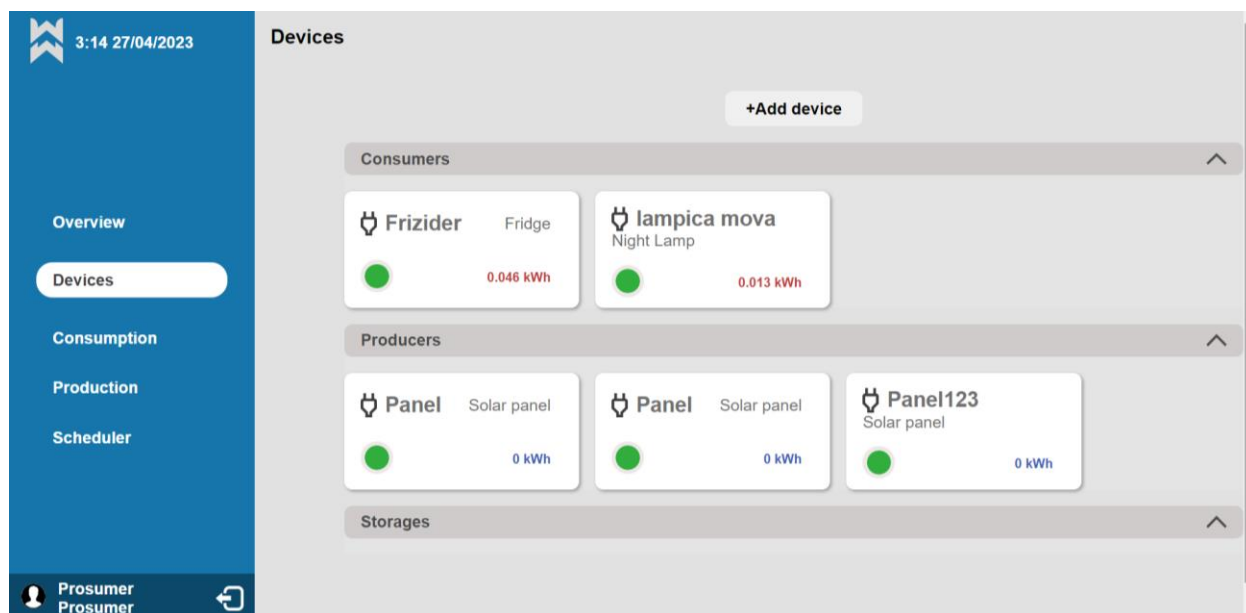 3:14 27/04/2023
Devices
+Add device
Overview
Devices
Consumption
Production
Scheduler
Consumers
Frizider Fridge
0.046 kWh
lampica mova
Night Lamp
0.013 kWh
Producers
Panel Solar panel
0 kWh
Panel Solar panel
0 kWh
Panel123
Solar panel
0 kWh
Storages
Prosumer
Prosumer